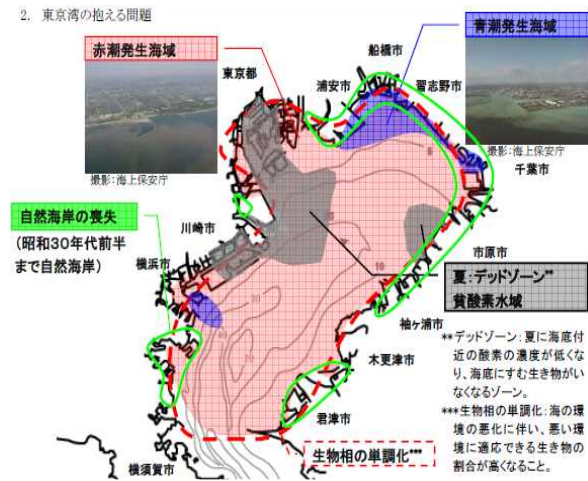 2. 東京湾の抱える問題
赤潮発生海域
青潮発生海域
撮影：海上保安庁
撮影：海上保安庁
東京都
浦安市
船橋市
習志野市
千葉市
市原市
袖ヶ浦市
木更津市
君津市
川崎市
横浜市
横須賀市
自然海岸の喪失
(昭和30年代前半
まで自然海岸)
夏：デッドゾーン**
貧酸素水域
**デッドゾーン：夏に海底付
近の酸素の濃度が低くな
り、海底にすむ生き物がい
なくなるゾーン。
***生物相の単調化：海の環
境の悪化に伴い、悪い環
境に適応できる生き物の
割合が高くなること。
生物相の単調化***